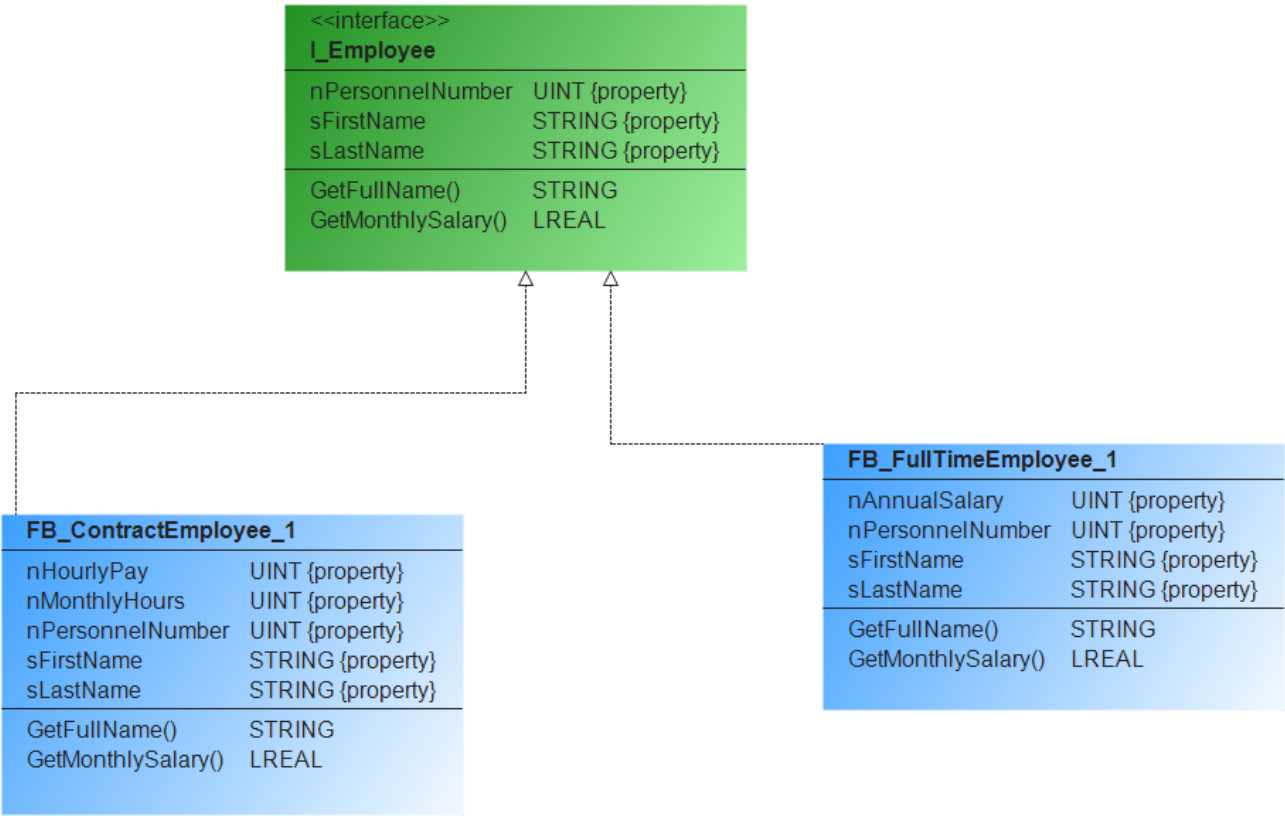 <<interface>>
I_Employee
nPersonnelNumber UINT {property}
sFirstName STRING {property}
sLastName STRING {property}
GetFullName() STRING
GetMonthlySalary() LREAL
FB_FullTimeEmployee_1
nAnnualSalary UINT {property}
nPersonnelNumber UINT {property}
sFirstName STRING {property}
sLastName STRING {property}
GetFullName() STRING
GetMonthlySalary() LREAL
FB_ContractEmployee_1
nHourlyPay UINT {property}
nMonthlyHours UINT {property}
nPersonnelNumber UINT {property}
sFirstName STRING {property}
sLastName STRING {property}
GetFullName() STRING
GetMonthlySalary() LREAL